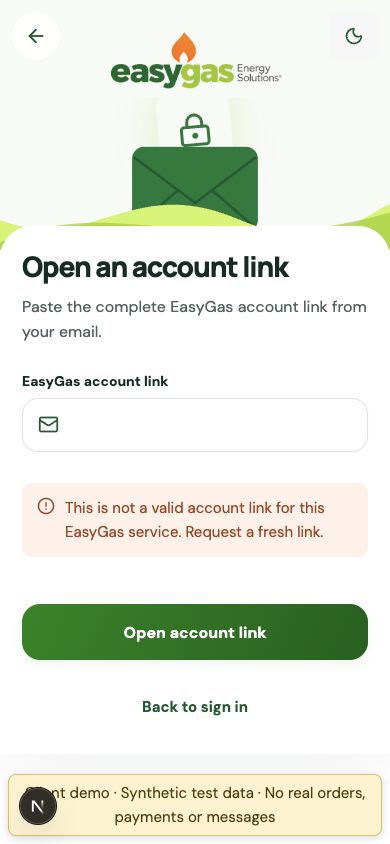 easygas Energy
Solutions®
Open an account link
Paste the complete EasyGas account link from
your email.
EasyGas account link
This is not a valid account link for this
EasyGas service. Request a fresh link.
Open account link
Back to sign in
N
demo · Synthetic test data · No real orders,
payments or messages